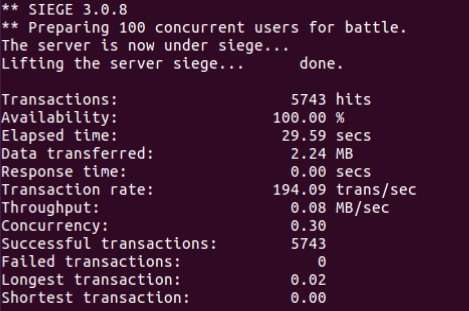 ** SIEGE 3.0.8
** Preparing 100 concurrent users for battle.
The server is now under siege...
Lifting the server siege...      done.

Transactions:                   5743 hits
Availability:                 100.00 %
Elapsed time:                  29.59 secs
Data transferred:               2.24 MB
Response time:                  0.00 secs
Transaction rate:             194.09 trans/sec
Throughput:                     0.08 MB/sec
Concurrency:                    0.30
Successful transactions:        5743
Failed transactions:               0
Longest transaction:            0.02
Shortest transaction:           0.00